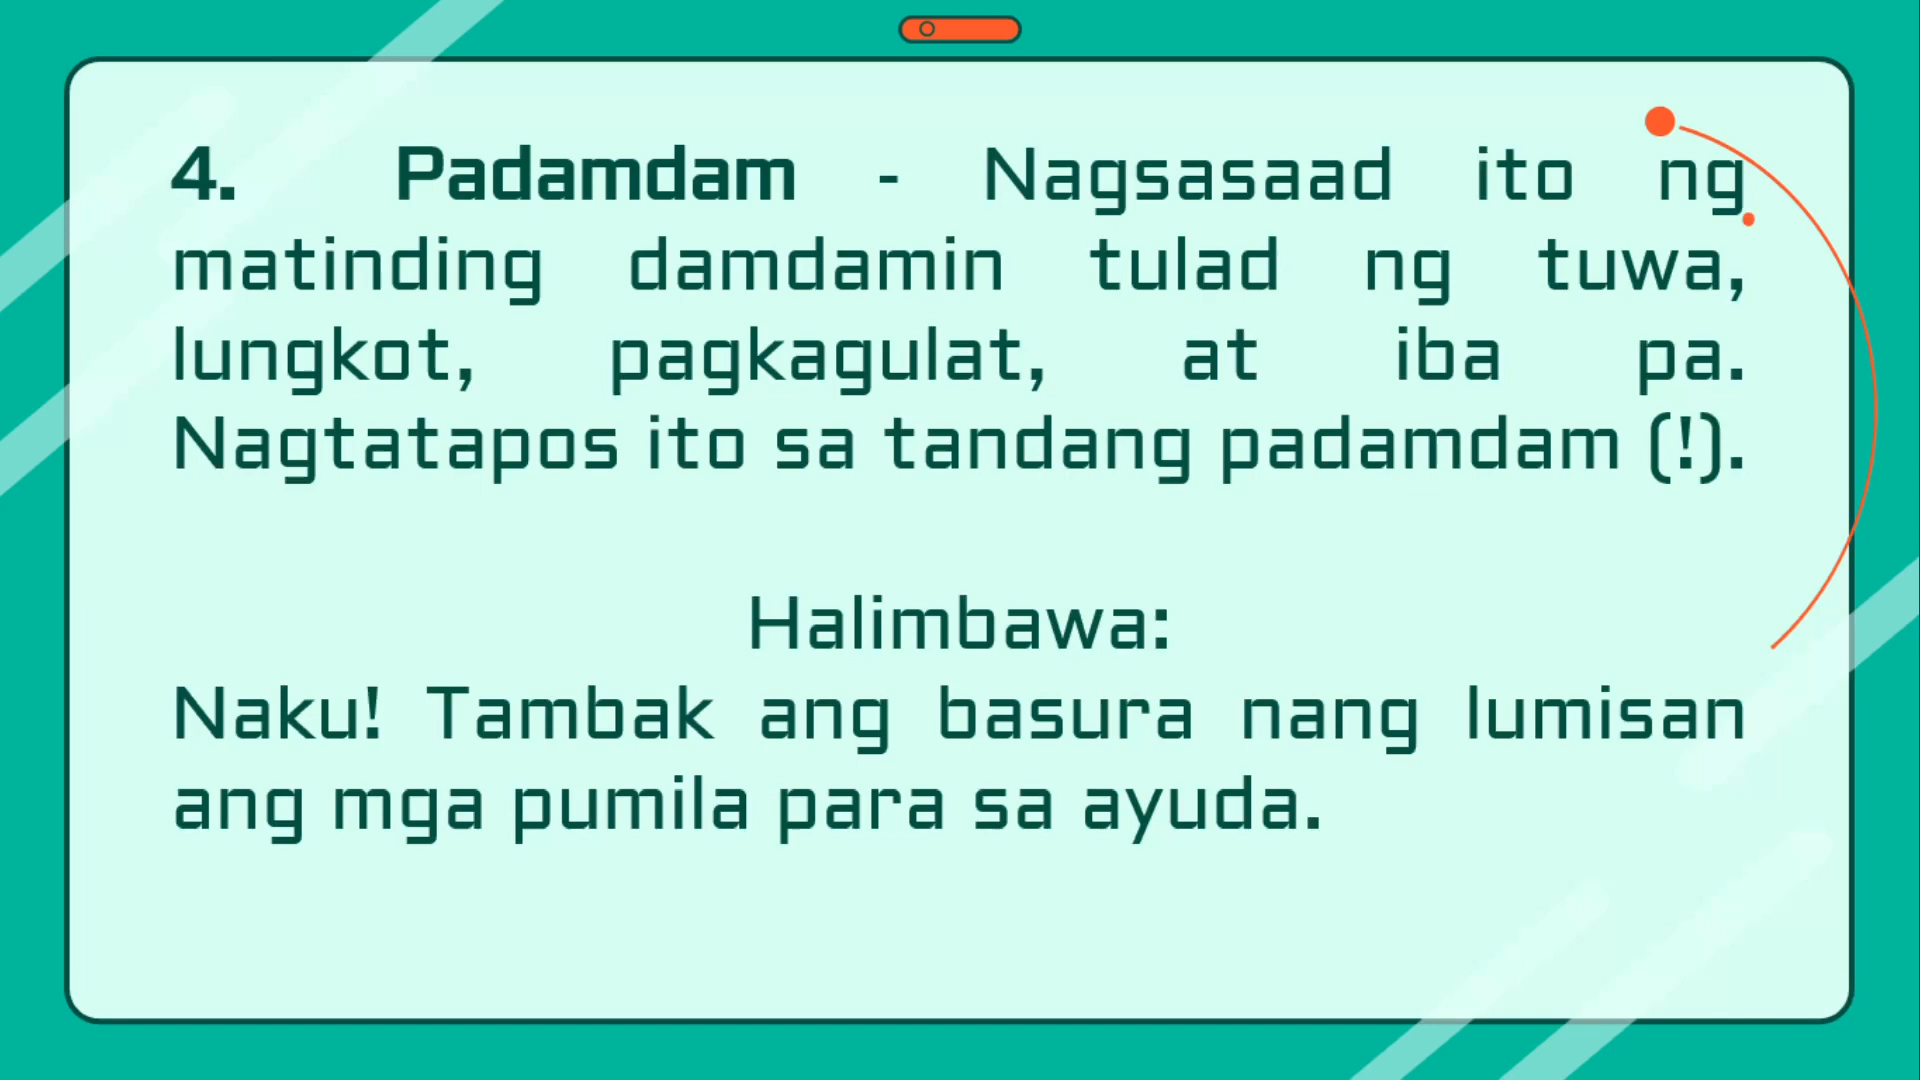 4. Padamdam - Nagsasaad ito ng
matinding damdamin tulad ng tuwa,
lungkot, pagkagulat, at iba pa.
Nagtatapos ito sa tandang padamdam (!).
Halimbawa:
Naku! Tambak ang basura nang lumisan
ang mga pumila para sa ayuda.